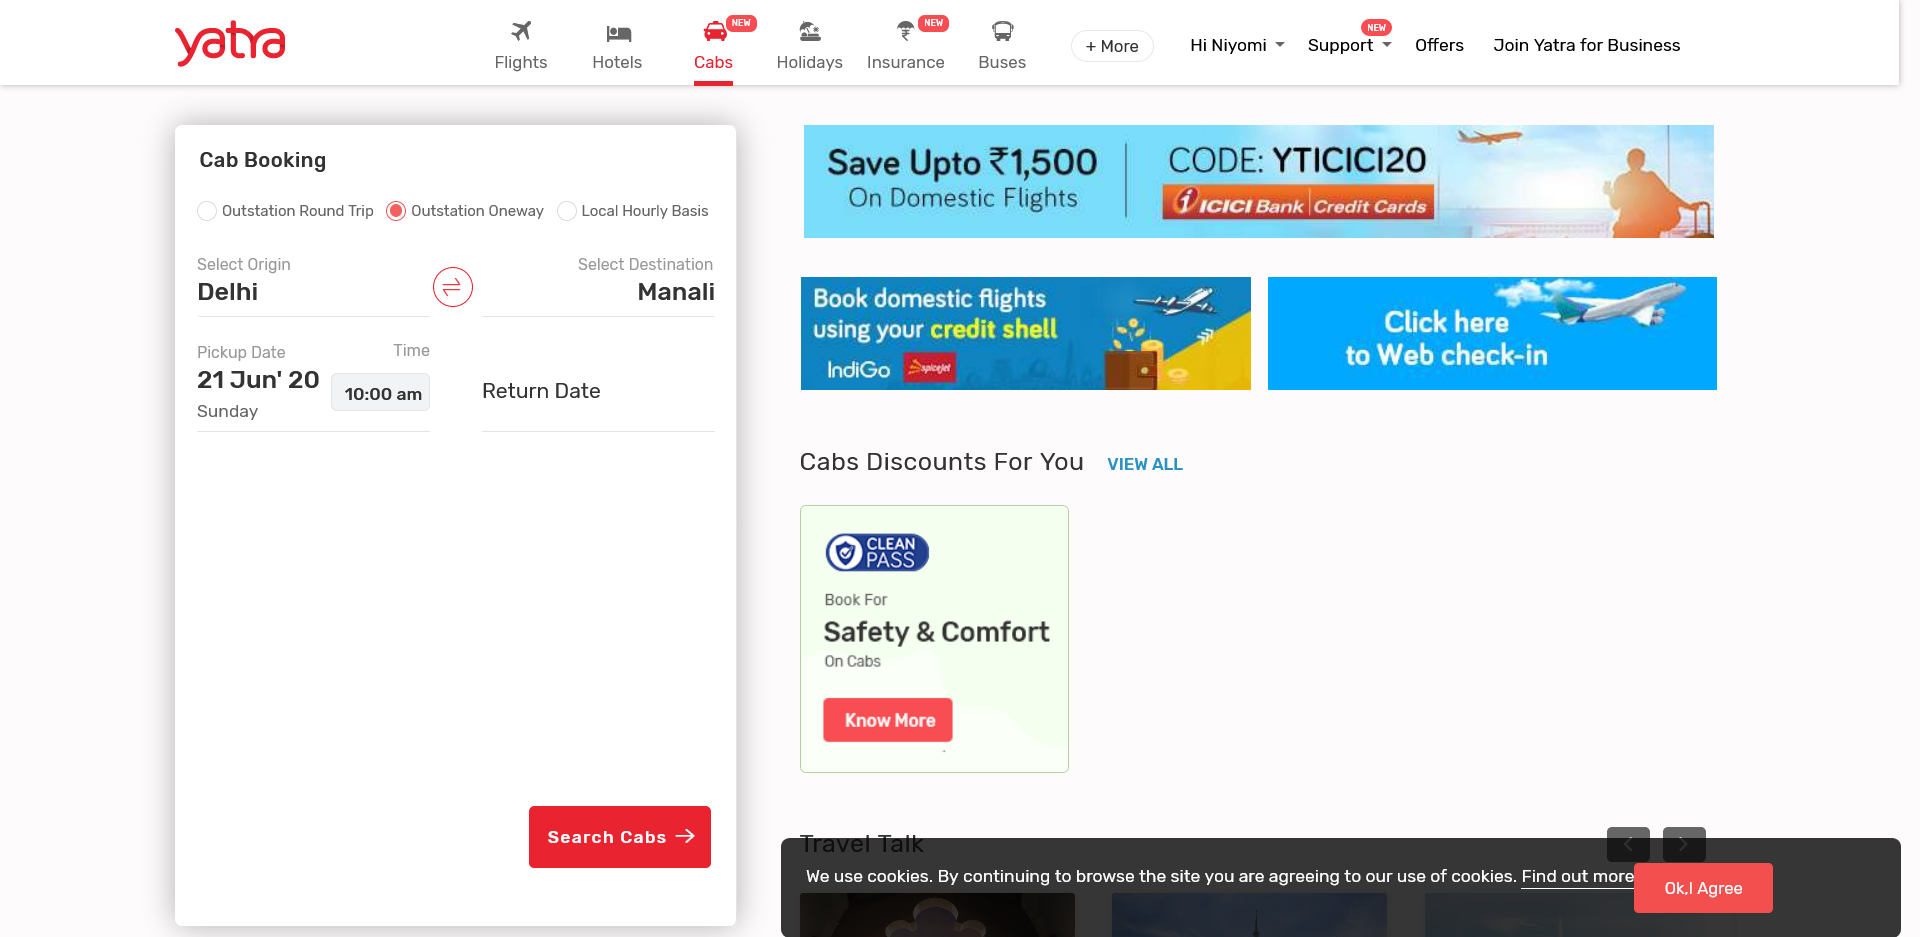 yatra
Flights
Hotels
NEW
Cabs
Holidays
NEW
Insurance
Buses
+ More
Hi Niyomi
NEW
Support
Offers
Join Yatra for Business
Cab Booking
Outstation Round Trip
Outstation Oneway
Local Hourly Basis
Select Origin
Delhi
Select Destination
Manali
Pickup Date
21 Jun' 20
Sunday
Time
10:00 am
Return Date
Search Cabs
Save Upto ₹1,500
On Domestic Flights
CODE: YTICICI20
ICICI Bank | Credit Cards
Book domestic flights
using your credit shell
IndiGo
spicejet
Click here
to Web check-in
Cabs Discounts For You
VIEW ALL
CLEAN
PASS
Book For
Safety & Comfort
On Cabs
Know More
Travel Talk
We use cookies. By continuing to browse the site you are agreeing to our use of cookies. Find out more
Ok,I Agree